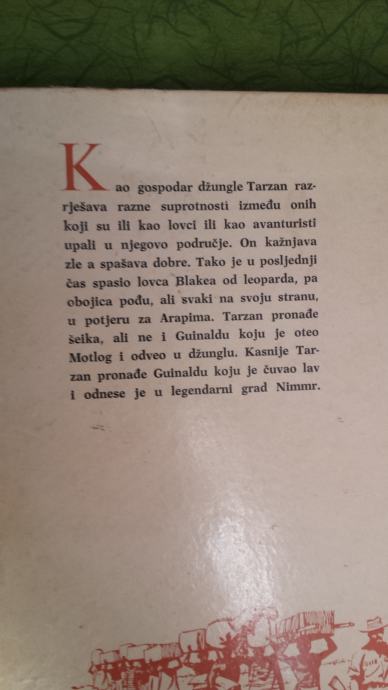 Kao gospodar džungle Tarzan raz-
rješava razne suprotnosti između onih
koji su ili kao lovci ili kao avanturisti
upali u njegovo područje. On kažnjava
zle a spašava dobre. Tako je u posljednji
čas spasio lovca Blakea od leoparda, pa
obojica pođu, ali svaki na svoju stranu,
u potjeru za Arapima. Tarzan pronađe
šeika, ali ne i Guinaldu koju je oteo
Motlog i odveo u džunglu. Kasnije Tar-
zan pronađe Guinaldu koju je čuvao lav
i odnese je u legendarni grad Nimmr.